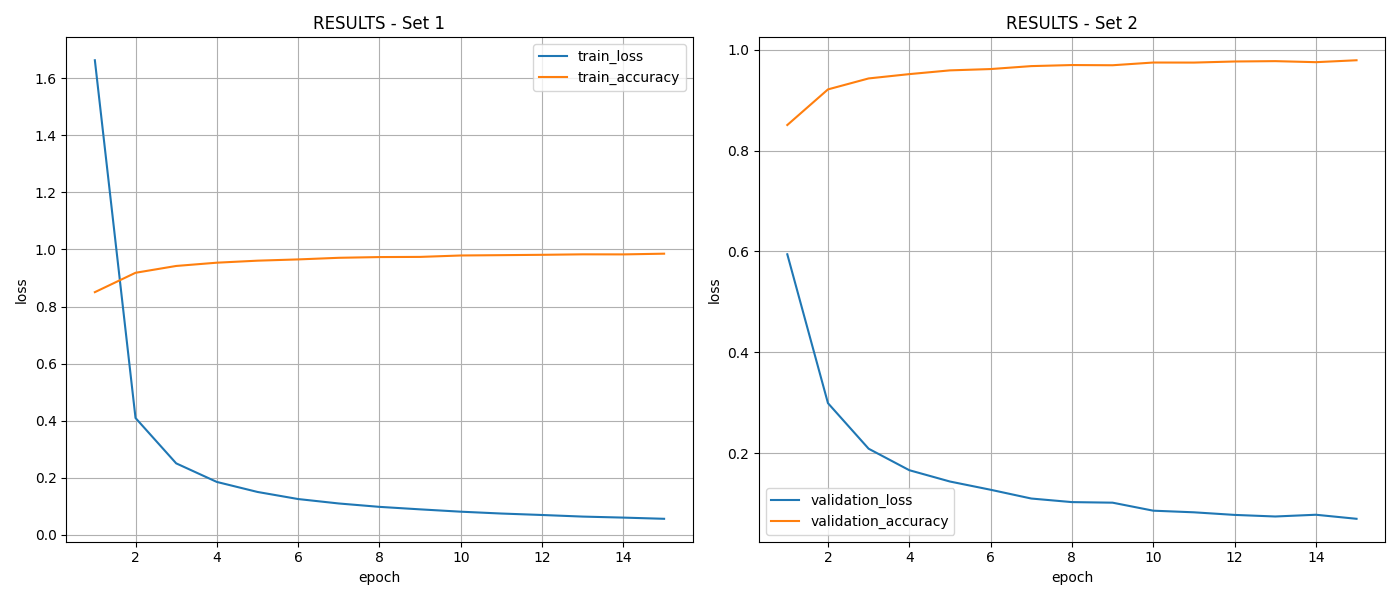 RESULTS - Set 1
train_loss
train_accuracy
1.6
1.4
1.2
1.0
0.8
0.6
0.4
0.2
0.0
loss
2 4 6 8 10 12 14
epoch
RESULTS - Set 2
1.0
0.8
0.6
0.4
0.2
loss
validation_loss
validation_accuracy
2 4 6 8 10 12 14
epoch